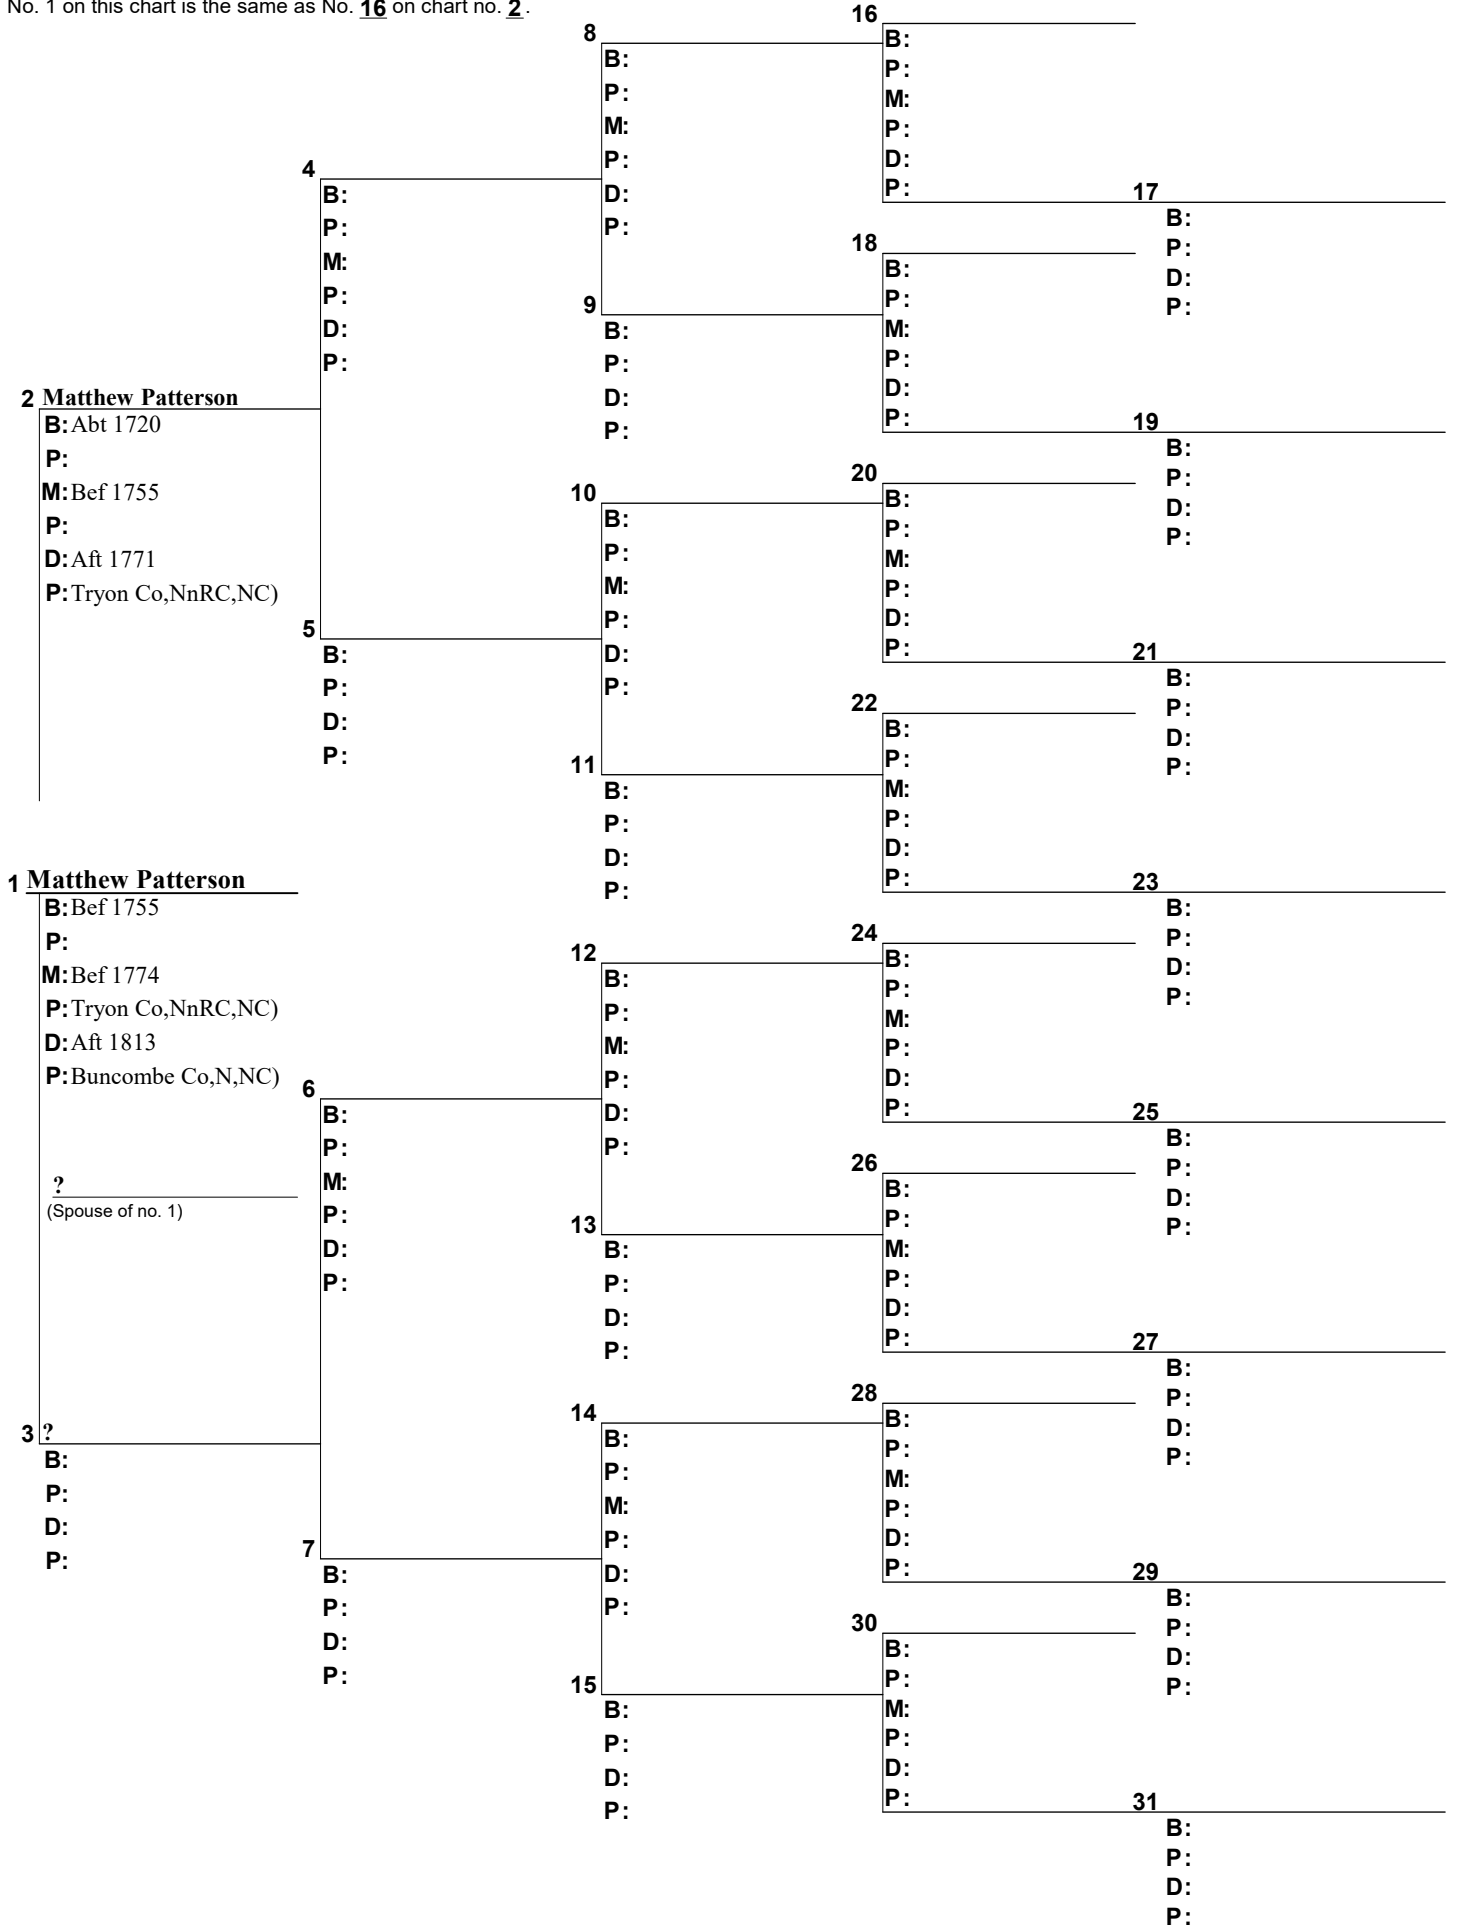 No. 1 on this chart is the same as No. 16 on chart no. 2.
2 Matthew Patterson
B: Abt 1720
P:
M: Bef 1755
P:
D: Aft 1771
P: Tryon Co,NnRC,NC)
1 Matthew Patterson
B: Bef 1755
P:
M: Bef 1774
P: Tryon Co,NnRC,NC)
D: Aft 1813
P: Buncombe Co,N,NC)
?
(Spouse of no. 1)
3 ?
B:
P:
D:
P:
4
B:
P:
M:
P:
D:
P:
5
B:
P:
D:
P:
6
B:
P:
M:
P:
D:
P:
7
B:
P:
D:
P:
8
B:
P:
M:
P:
D:
P:
9
B:
P:
D:
P:
10
B:
P:
M:
P:
D:
P:
11
B:
P:
D:
P:
12
B:
P:
M:
P:
D:
P:
13
B:
P:
D:
P:
14
B:
P:
M:
P:
D:
P:
15
B:
P:
D:
P:
16
B:
P:
M:
P:
D:
P:
17
B:
P:
D:
P:
18
B:
P:
M:
P:
D:
P:
19
B:
P:
D:
P:
20
B:
P:
M:
P:
D:
P:
21
B:
P:
D:
P:
22
B:
P:
M:
P:
D:
P:
23
B:
P:
D:
P:
24
B:
P:
M:
P:
D:
P:
25
B:
P:
D:
P:
26
B:
P:
M:
P:
D:
P:
27
B:
P:
D:
P:
28
B:
P:
M:
P:
D:
P:
29
B:
P:
D:
P:
30
B:
P:
M:
P:
D:
P:
31
B:
P:
D:
P: